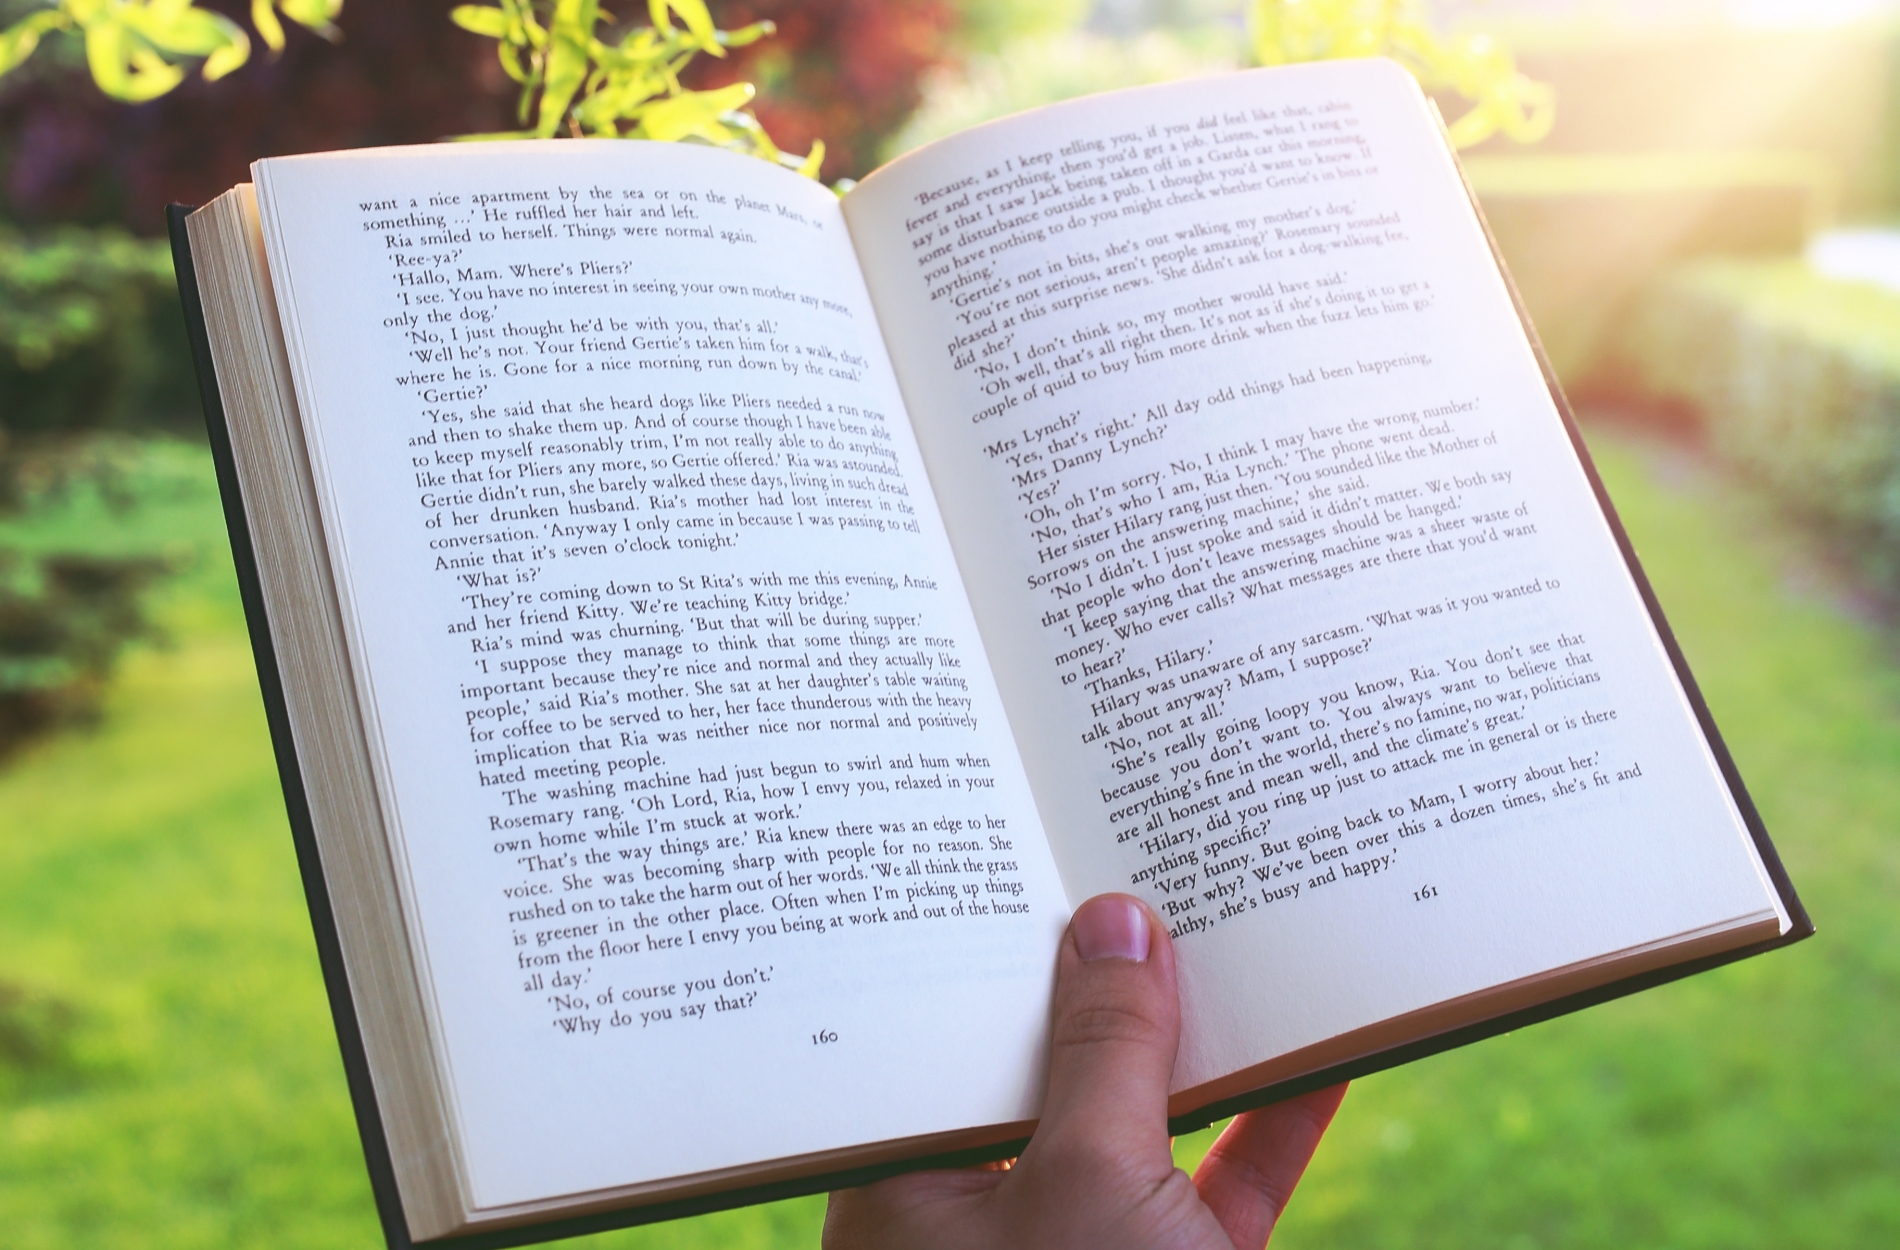 want a nice apartment by the sea or on the planet Mars, or
something …’ He ruffled her hair and left.
Ria smiled to herself. Things were normal again.
‘Ree-ya?’
‘Hallo, Mam. Where’s Pliers?’
‘I see. You have no interest in seeing your own mother any more,
only the dog.’
‘No, I just thought he’d be with you, that’s all.’
‘Well he’s not. Your friend Gertie’s taken him for a walk, that’s
where he is. Gone for a nice morning run down by the canal.’
‘Gertie?’
‘Yes, she said that she heard dogs like Pliers needed a run now
and then to shake them up. And of course though I have been able
to keep myself reasonably trim, I’m not really able to do anything
like that for Pliers any more, so Gertie offered.’ Ria was astounded.
Gertie didn’t run, she barely walked these days, living in such dread
of her drunken husband. Ria’s mother had lost interest in the
conversation. ‘Anyway I only came in because I was passing to tell
Annie that it’s seven o’clock tonight.’
‘What is?’
‘They’re coming down to St Rita’s with me this evening, Annie
and her friend Kitty. We’re teaching Kitty bridge.’
Ria’s mind was churning. ‘But that will be during supper.’
‘I suppose they manage to think that some things are more
important because they’re nice and normal and they actually like
people,’ said Ria’s mother. She sat at her daughter’s table waiting
for coffee to be served to her, her face thunderous with the heavy
implication that Ria was neither nice nor normal and positively
hated meeting people.
The washing machine had just begun to swirl and hum when
Rosemary rang. ‘Oh Lord, Ria, how I envy you, relaxed in your
own home while I’m stuck at work.’
‘That’s the way things are.’ Ria knew there was an edge to her
voice. She was becoming sharp with people for no reason. She
rushed on to take the harm out of her words. ‘We all think the grass
is greener in the other place. Often when I’m picking up things
from the floor here I envy you being at work and out of the house
all day.’
‘No, of course you don’t.’
‘Why do you say that?’
160
‘Because, as I keep telling you, if you did feel like that, cabin
fever and everything, then you’d get a job. Listen, what I rang to
say is that I saw Jack being taken off in a Garda car this morning,
some disturbance outside a pub. I thought you’d want to know. If
you have nothing to do you might check whether Gertie’s in bits or
anything.’
‘Gertie’s not in bits, she’s out walking my mother’s dog.’
‘You’re not serious, aren’t people amazing?’ Rosemary sounded
pleased at this surprise news. ‘She didn’t ask for a dog-walking fee,
did she?’
‘No, I don’t think so, my mother would have said.’
‘Oh well, that’s all right then. It’s not as if she’s doing it to get a
couple of quid to buy him more drink when the fuzz lets him go.’
‘Mrs Lynch?’
‘Yes, that’s right.’ All day odd things had been happening,
‘Mrs Danny Lynch?’
‘Yes?’
‘Oh, oh I’m sorry. No, I think I may have the wrong number.’
‘No, that’s who I am, Ria Lynch.’ The phone went dead.
Her sister Hilary rang just then. ‘You sounded like the Mother of
Sorrows on the answering machine,’ she said.
‘No I didn’t. I just spoke and said it didn’t matter. We both say
that people who don’t leave messages should be hanged.’
‘I keep saying that the answering machine was a sheer waste of
money. Who ever calls? What messages are there that you’d want
to hear?’
‘Thanks, Hilary.’
Hilary was unaware of any sarcasm. ‘What was it you wanted to
talk about anyway? Mam, I suppose?’
‘No, not at all.’
‘She’s really going loopy you know, Ria. You don’t see that
because you don’t want to. You always want to believe that
everything’s fine in the world, there’s no famine, no war, politicians
are all honest and mean well, and the climate’s great.’
‘Hilary, did you ring up just to attack me in general or is there
anything specific?’
‘Very funny. But going back to Mam, I worry about her.’
‘But why? We’ve been over this a dozen times, she’s fit and
ealthy, she’s busy and happy.’
161